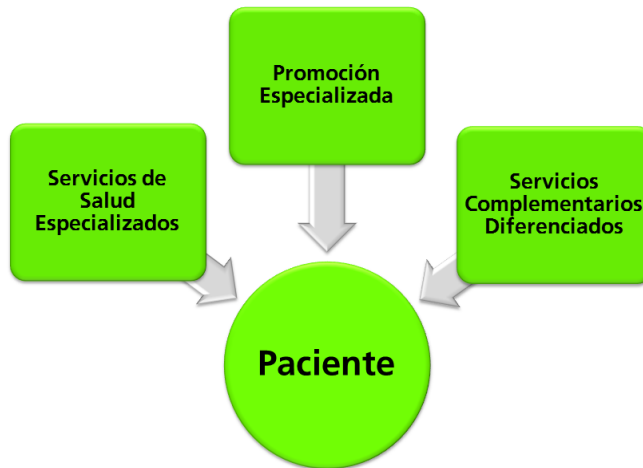 Promoción
Especializada
Servicios de
Salud
Especializados
Servicios
Complementarios
Diferenciados
Paciente